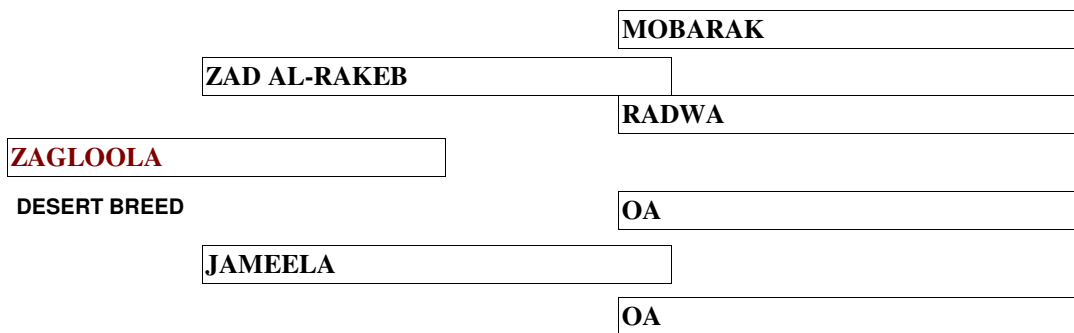 MOBARAK
ZAD AL-RAKEB
RADWA
ZAGLOOLA
DESERT BREED
OA
JAMEELA
OA